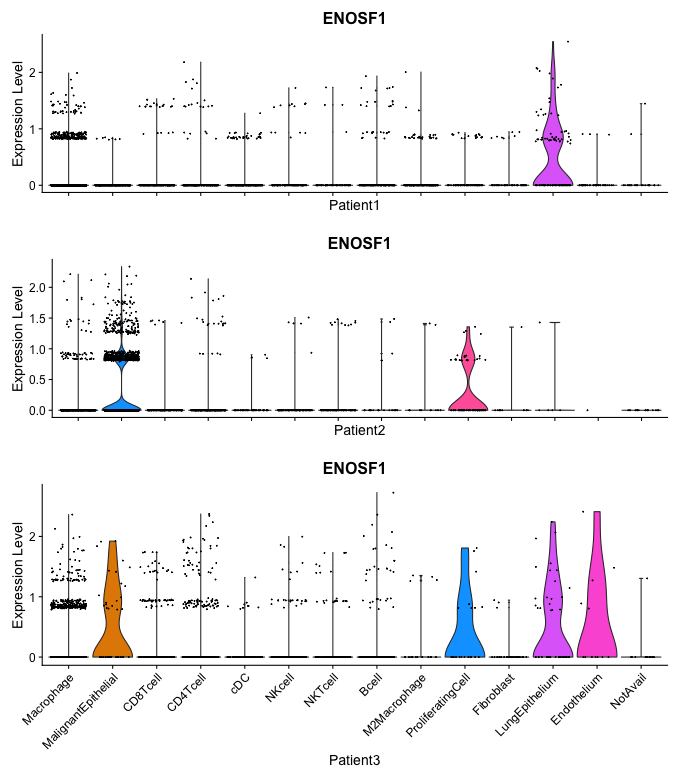 ENOSF1
Expression Level
2
1
0
Patient1
ENOSF1
Expression Level
2.0
1.5
1.0
0.5
0.0
Patient2
ENOSF1
Expression Level
2
1
0
Macrophage
MalignantEpithelial
CD8Tcell
CD4Tcell
cDC
NKcell
NKTcell
Bcell
M2Macrophage
ProliferatingCell
Fibroblast
LungEpithelium
Endothelium
NotAvail
Patient3